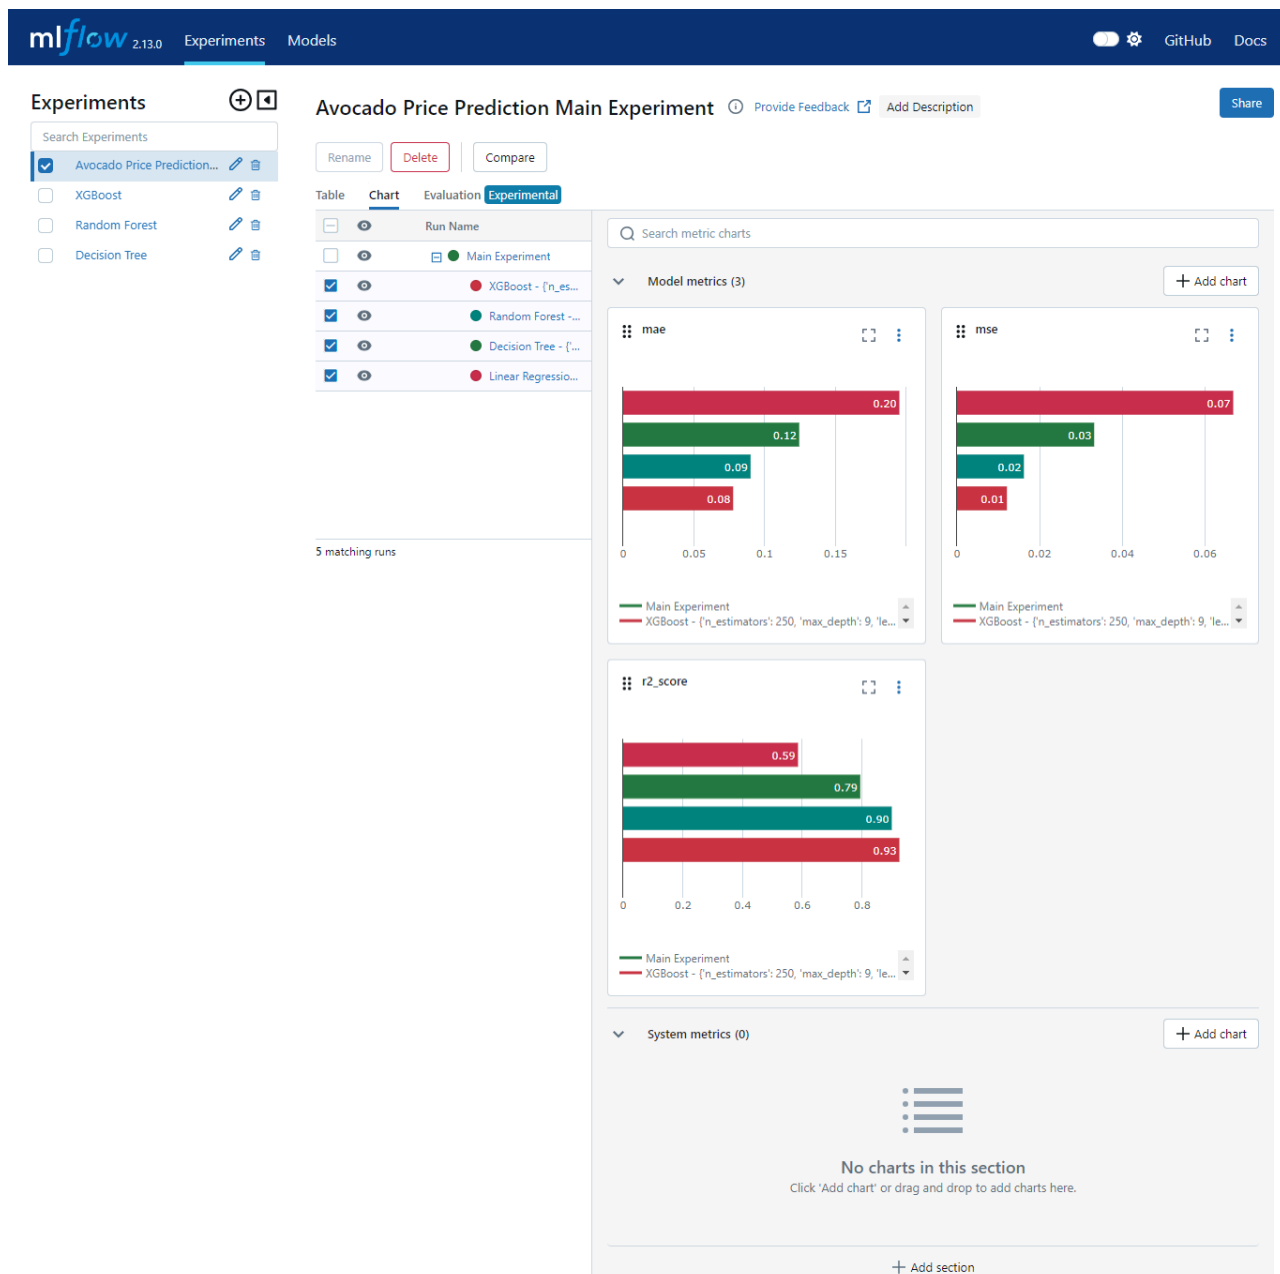 mlflow 2.13.0 Experiments Models GitHub Docs
Experiments
Search Experiments
Avocado Price Prediction...
XGBoost
Random Forest
Decision Tree
Avocado Price Prediction Main Experiment Provide Feedback Add Description Share
Rename Delete Compare
Table Chart Evaluation Experimental
Run Name
Main Experiment
XGBoost - {'n_es...
Random Forest -...
Decision Tree - {'...
Linear Regressio...
5 matching runs
Search metric charts
Model metrics (3) Add chart
mae
0.20
0.12
0.09
0.08
0 0.05 0.1 0.15
Main Experiment
XGBoost - {'n_estimators': 250, 'max_depth': 9, 'le...
mse
0.07
0.03
0.02
0.01
0 0.02 0.04 0.06
Main Experiment
XGBoost - {'n_estimators': 250, 'max_depth': 9, 'le...
r2_score
0.59
0.79
0.90
0.93
0 0.2 0.4 0.6 0.8
Main Experiment
XGBoost - {'n_estimators': 250, 'max_depth': 9, 'le...
System metrics (0) Add chart
No charts in this section
Click 'Add chart' or drag and drop to add charts here.
Add section